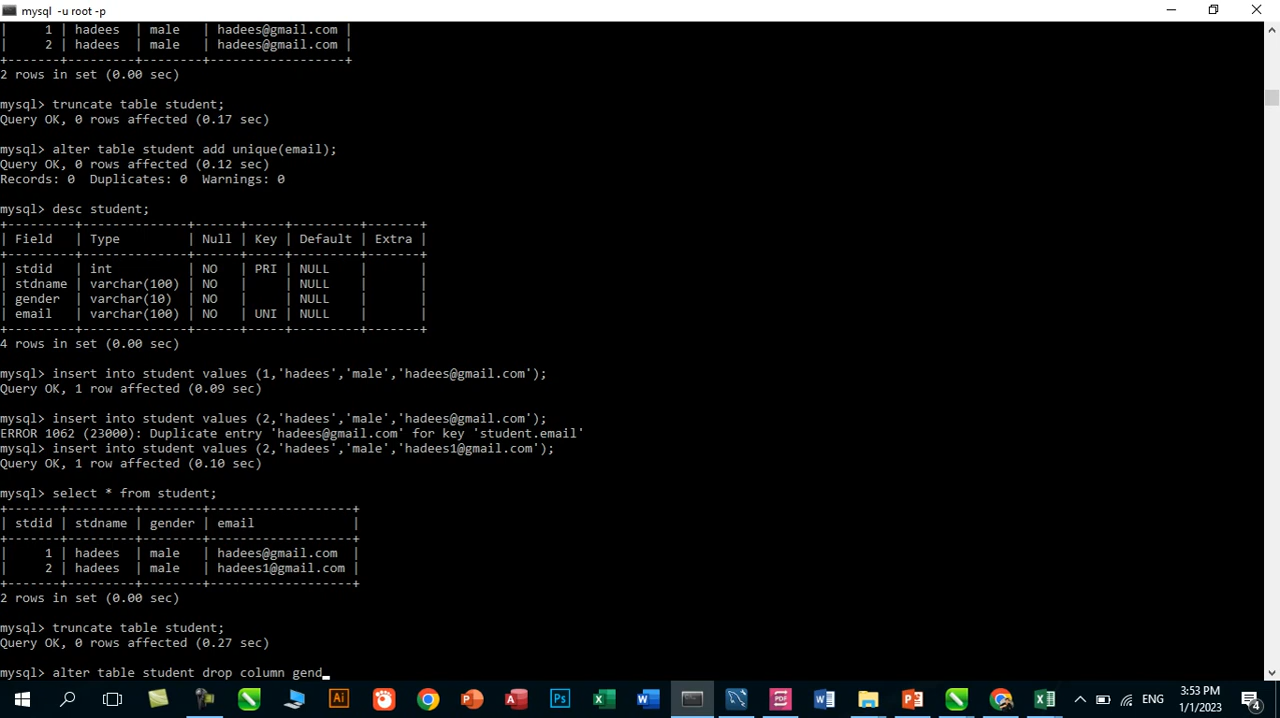 mysql -u root -p
|     1 | hadees  | male   | hadees@gmail.com |
|     2 | hadees  | male   | hadees@gmail.com |
+-------+---------+--------+------------------+
2 rows in set (0.00 sec)
mysql> truncate table student;
Query OK, 0 rows affected (0.17 sec)
mysql> alter table student add unique(email);
Query OK, 0 rows affected (0.12 sec)
Records: 0  Duplicates: 0  Warnings: 0
mysql> desc student;
+---------+--------------+------+-----+---------+-------+
| Field   | Type         | Null | Key | Default | Extra |
+---------+--------------+------+-----+---------+-------+
| stdid   | int          | NO   | PRI | NULL    |       |
| stdname | varchar(100) | NO   |     | NULL    |       |
| gender  | varchar(10)  | NO   |     | NULL    |       |
| email   | varchar(100) | NO   | UNI | NULL    |       |
+---------+--------------+------+-----+---------+-------+
4 rows in set (0.00 sec)
mysql> insert into student values (1,'hadees','male','hadees@gmail.com');
Query OK, 1 row affected (0.09 sec)
mysql> insert into student values (2,'hadees','male','hadees@gmail.com');
ERROR 1062 (23000): Duplicate entry 'hadees@gmail.com' for key 'student.email'
mysql> insert into student values (2,'hadees','male','hadees1@gmail.com');
Query OK, 1 row affected (0.10 sec)
mysql> select * from student;
+-------+---------+--------+-------------------+
| stdid | stdname | gender | email             |
+-------+---------+--------+-------------------+
|     1 | hadees  | male   | hadees@gmail.com  |
|     2 | hadees  | male   | hadees1@gmail.com |
+-------+---------+--------+-------------------+
2 rows in set (0.00 sec)
mysql> truncate table student;
Query OK, 0 rows affected (0.27 sec)
mysql> alter table student drop column gend
Ai
Ps
PDF
ENG
3:53 PM
1/1/2023
4